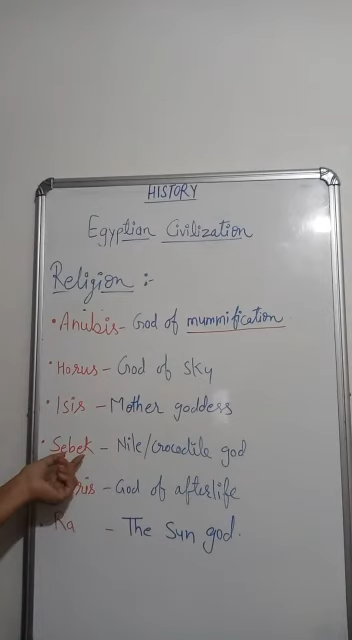 HISTORY
Egyptian Civilization
Religion :-
• Anubis - God of mummification
• Horus - God of sky
• Isis - Mother goddess
• Sebek - Nile/Crocodile god
- God of afterlife
• Ra - The Sun god.